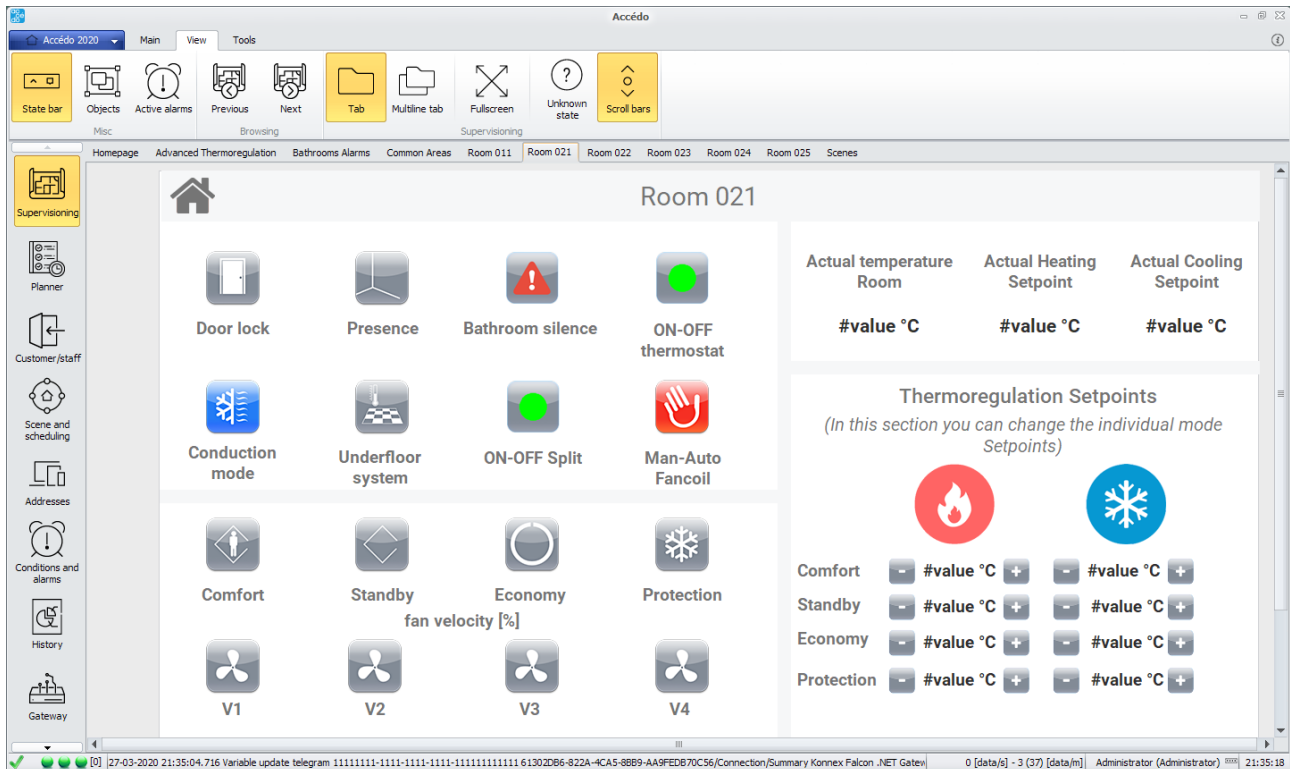 Accédo
Accédo 2020 Main View Tools
State bar Objects Active alarms Previous Next Tab Multiline tab Fullscreen Unknown state Scroll bars
Misc Browsing Supervisioning
Homepage Advanced Thermoregulation Bathrooms Alarms Common Areas Room 011 Room 021 Room 022 Room 023 Room 024 Room 025 Scenes
Supervisioning
Planner
Customer/staff
Scene and
scheduling
Addresses
Conditions and
alarms
History
Gateway
Room 021
Door lock Presence Bathroom silence ON-OFF
thermostat
Conduction
mode
Underfloor
system
ON-OFF Split
Man-Auto
Fancoil
Comfort Standby Economy Protection
fan velocity [%]
V1 V2 V3 V4
Actual temperature
Room
Actual Heating
Setpoint
Actual Cooling
Setpoint
#value °C #value °C #value °C
Thermoregulation Setpoints
(In this section you can change the individual mode
Setpoints)
Comfort - #value °C + - #value °C +
Standby - #value °C + - #value °C +
Economy - #value °C + - #value °C +
Protection - #value °C + - #value °C +
[0] 27-03-2020 21:35:04.716 Variable update telegram 11111111-1111-1111-1111-111111111111 61302DB6-822A-4CA5-8BB9-AA9FEDB70C56/Connection/Summary Konnex Falcon .NET Gatew 0 [data/s] - 3 (37) [data/m] Administrator (Administrator) 21:35:18